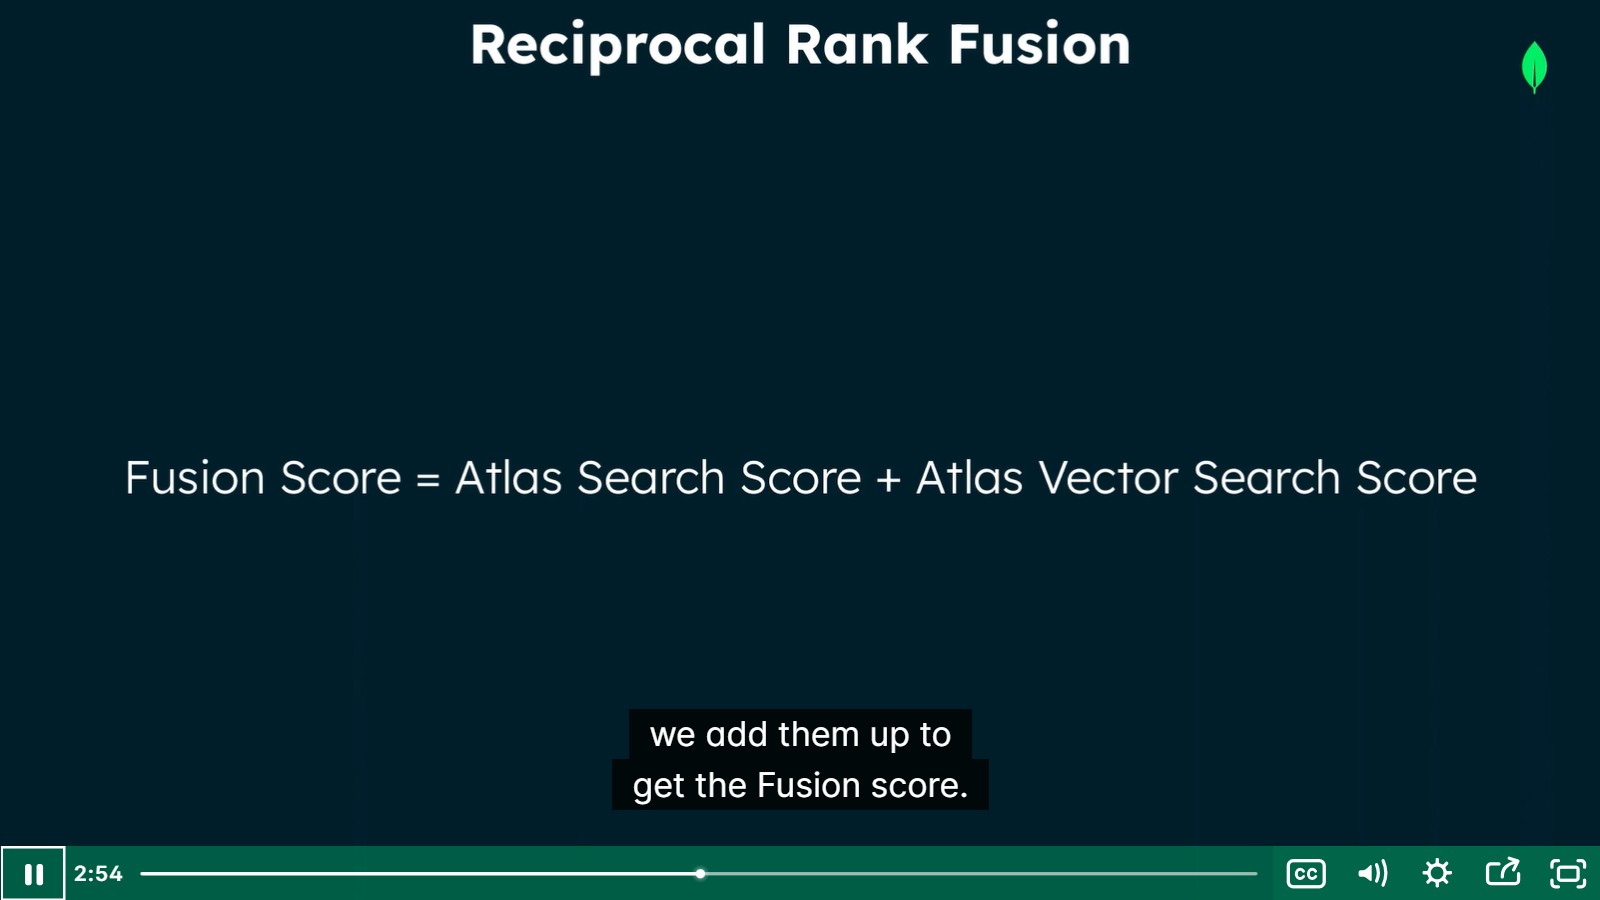 Reciprocal Rank Fusion
Fusion Score = Atlas Search Score + Atlas Vector Search Score
we add them up to
get the Fusion score.
2:54
CC